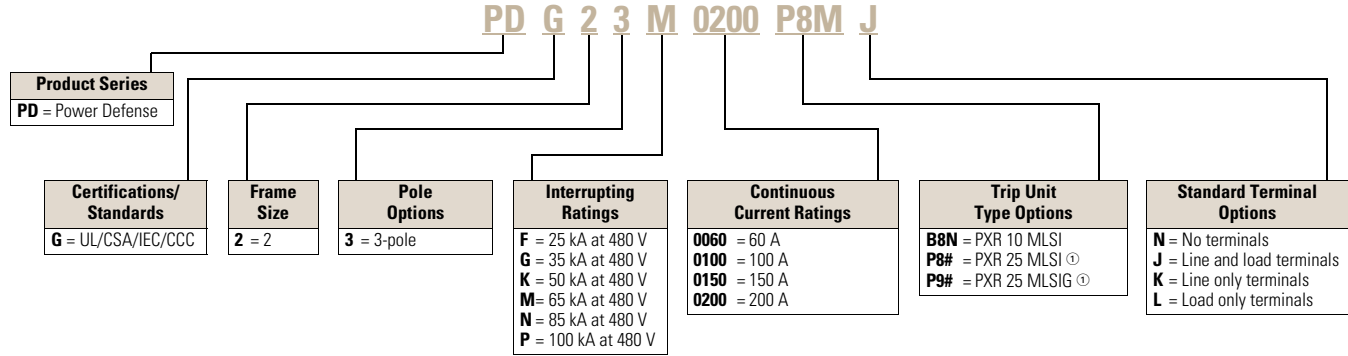 PD G 2 3 M 0200 P8M J
Product Series
PD = Power Defense
Certifications/
Standards
G = UL/CSA/IEC/CCC
Frame
Size
2 = 2
Pole
Options
3 = 3-pole
Interrupting
Ratings
F = 25 kA at 480 V
G = 35 kA at 480 V
K = 50 kA at 480 V
M= 65 kA at 480 V
N = 85 kA at 480 V
P = 100 kA at 480 V
Continuous
Current Ratings
0060 = 60 A
0100 = 100 A
0150 = 150 A
0200 = 200 A
Trip Unit
Type Options
B8N = PXR 10 MLSI
P8# = PXR 25 MLSI ①
P9# = PXR 25 MLSIG ①
Standard Terminal
Options
N = No terminals
J = Line and load terminals
K = Line only terminals
L = Load only terminals